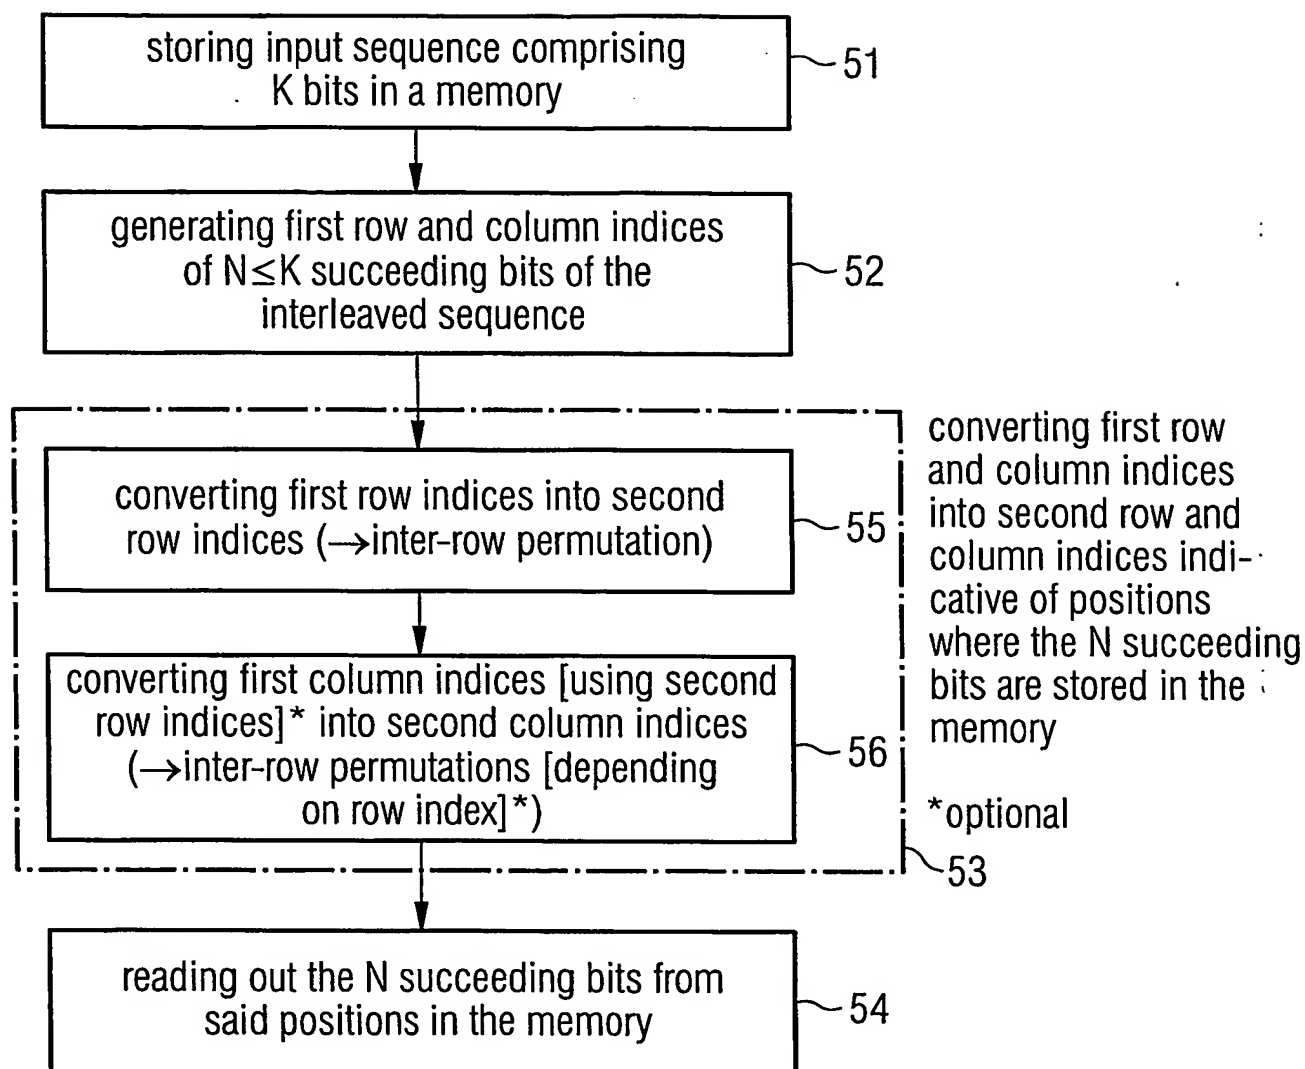 storing input sequence comprising
K bits in a memory
51
generating first row and column indices
of N≤K succeeding bits of the
interleaved sequence
52
converting first row indices into second
row indices (→inter-row permutation)
55
converting first column indices [using second
row indices]* into second column indices
(→inter-row permutations [depending
on row index]*)
56
converting first row
and column indices
into second row and
column indices indi-
cative of positions
where the N succeeding
bits are stored in the
memory
*optional
53
reading out the N succeeding bits from
said positions in the memory
54